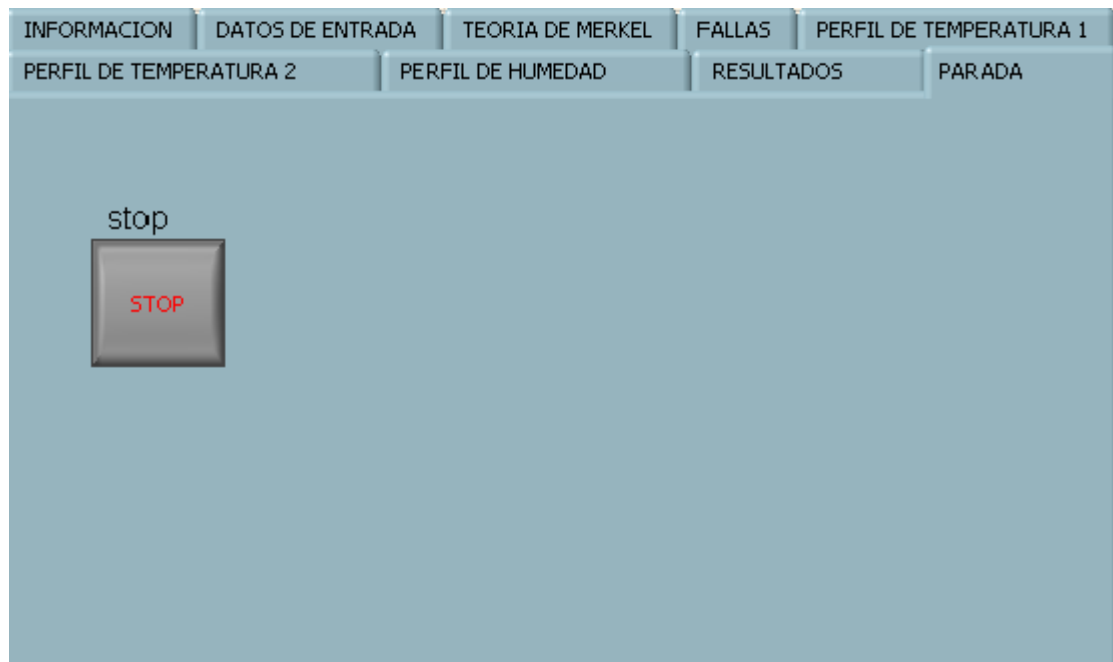 INFORMACION DATOS DE ENTRADA TEORIA DE MERKEL FALLAS PERFIL DE TEMPERATURA 1
PERFIL DE TEMPERATURA 2 PERFIL DE HUMEDAD RESULTADOS PARADA
stop
STOP